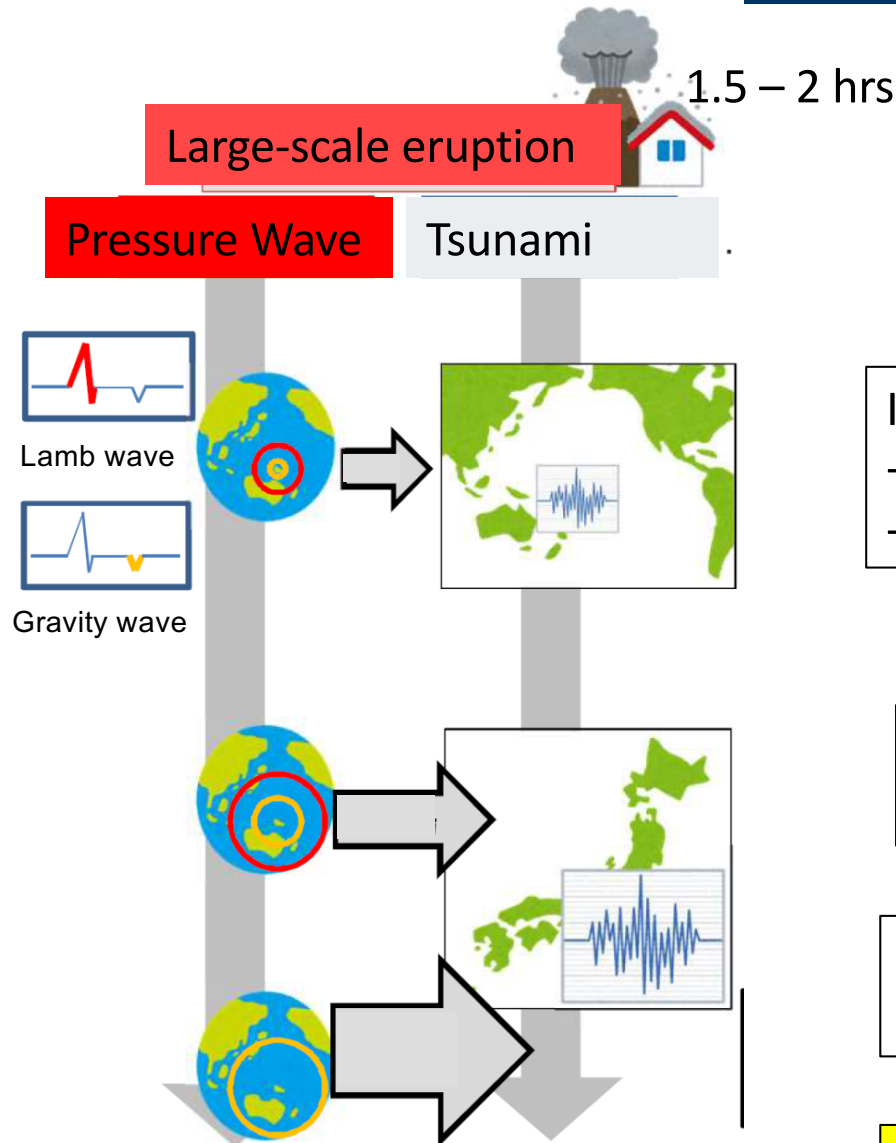 1.5 – 2 hrs
Large-scale eruption
Pressure Wave
Tsunami
.
Lamb wave
Gravity wave
-
-